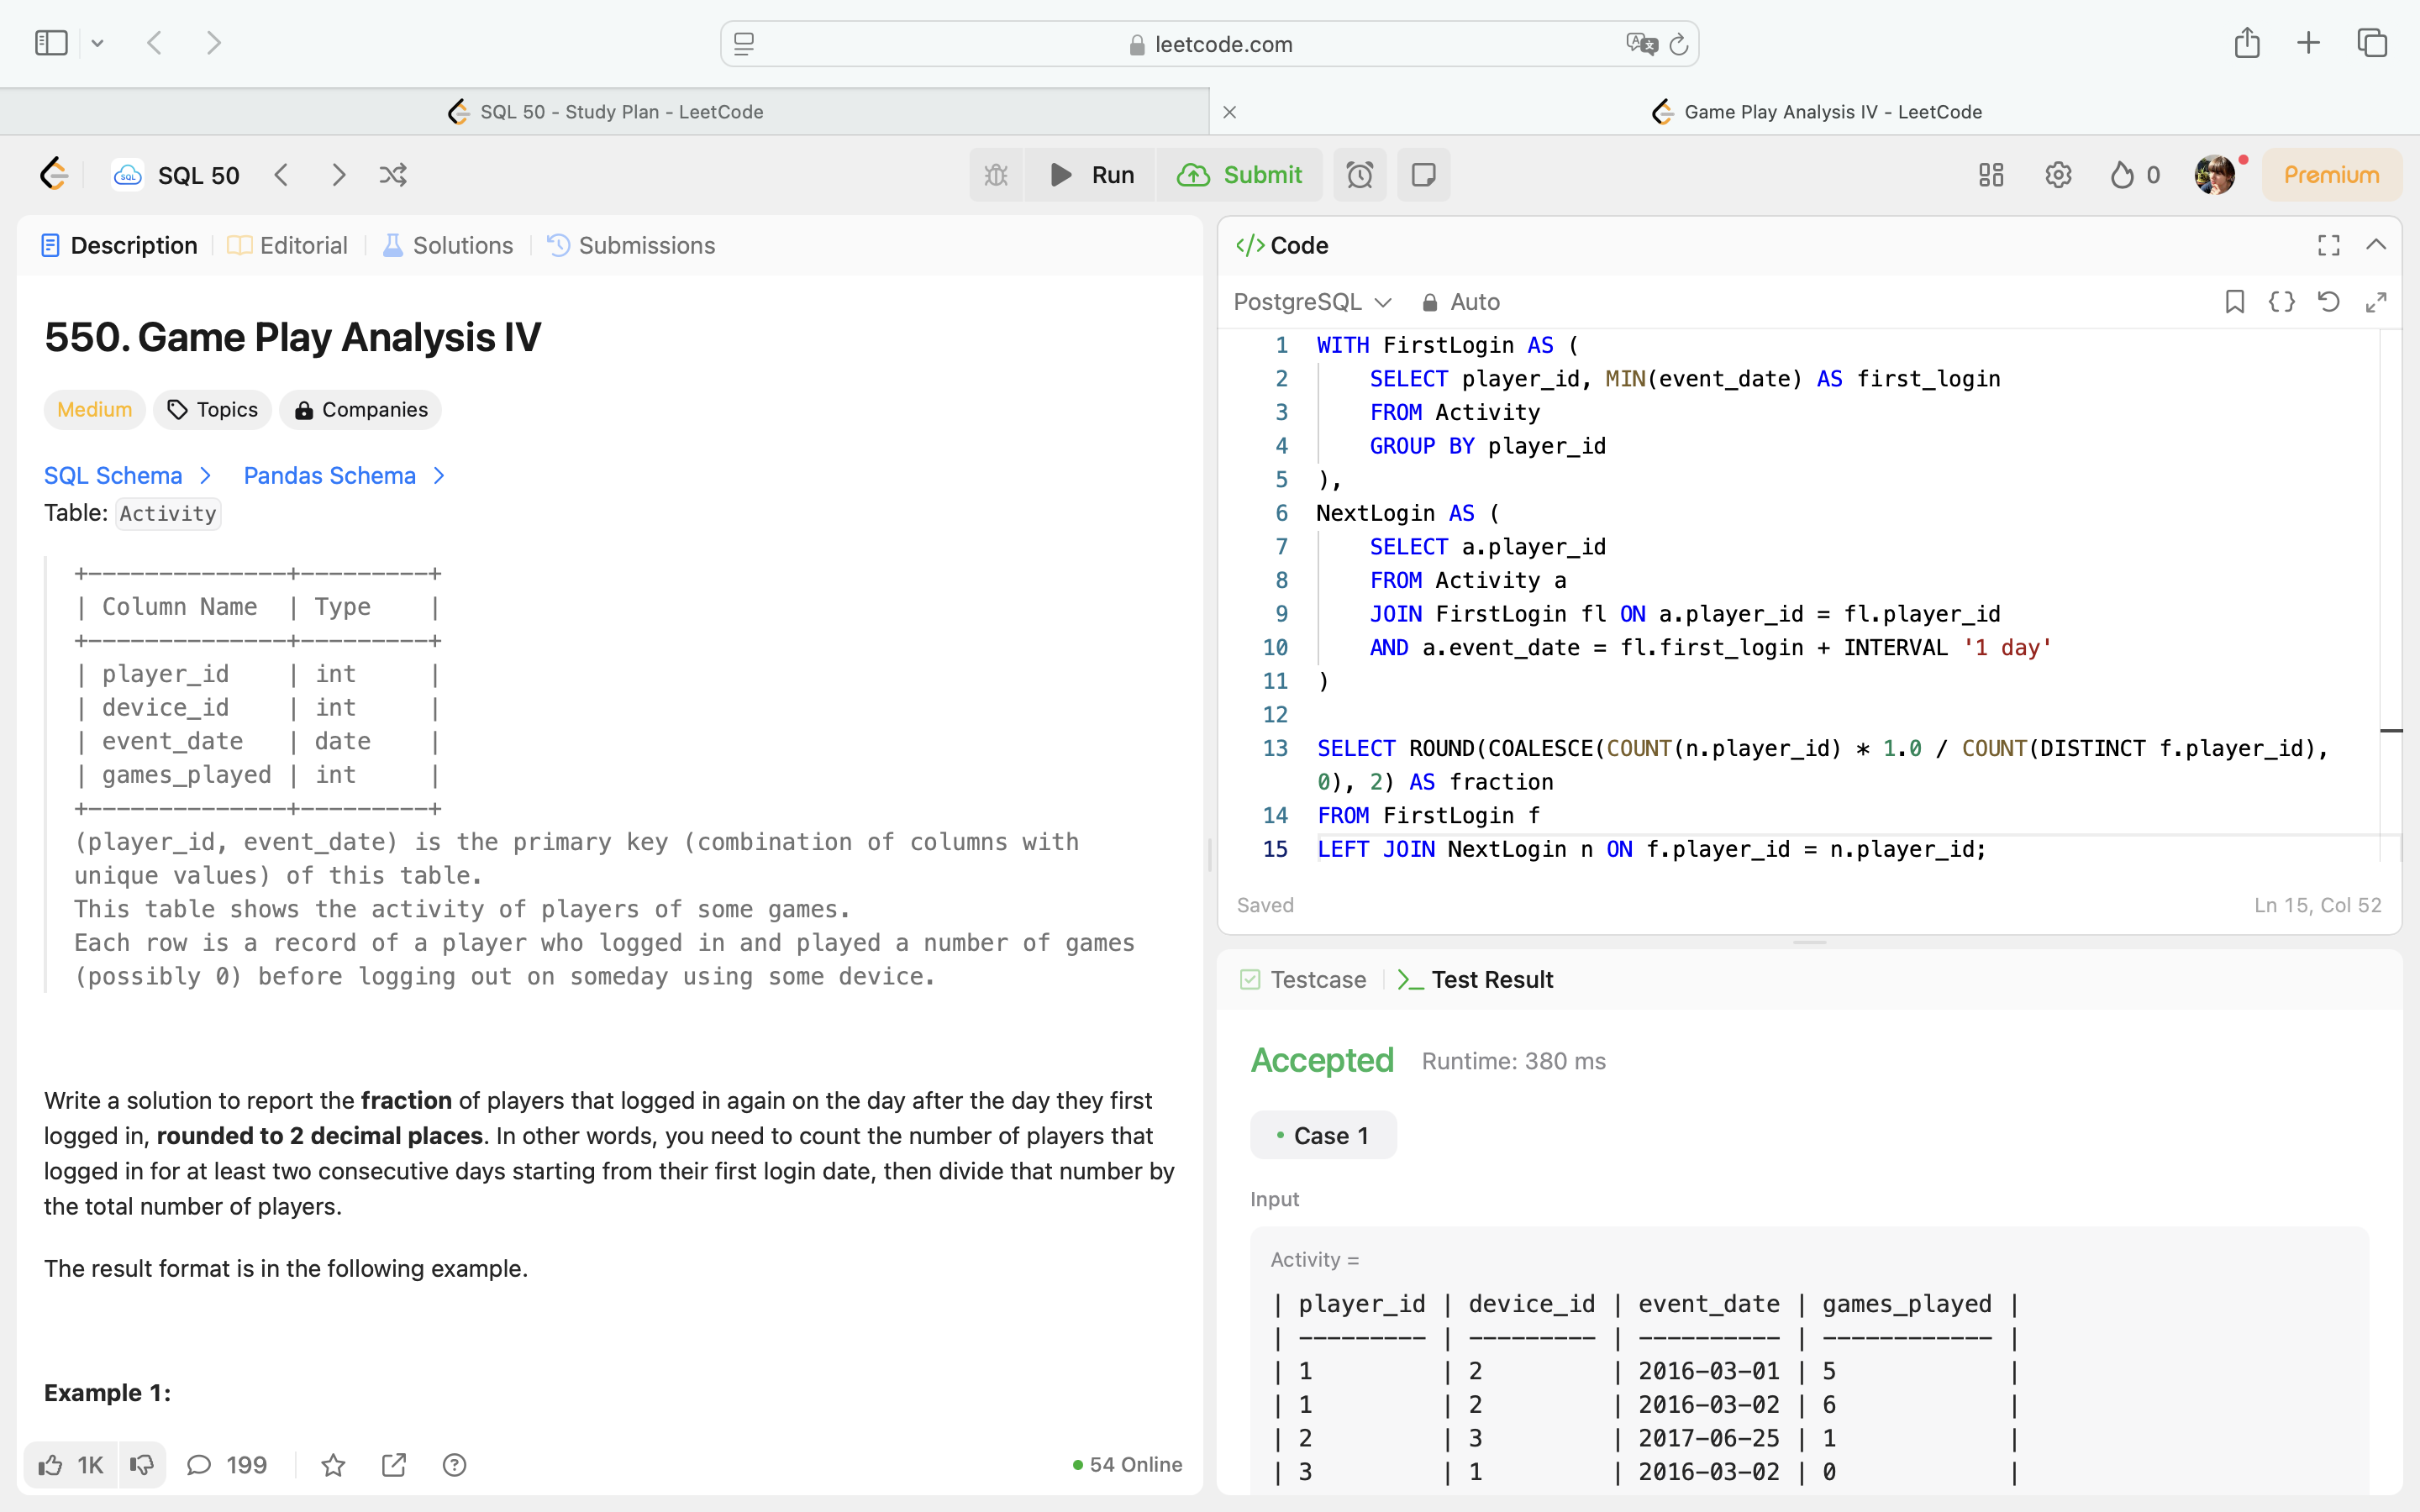 leetcode.com
SQL 50 - Study Plan - LeetCode
Game Play Analysis IV - LeetCode
SQL
SQL 50
Run
Submit
0
Premium
Description
Editorial
Solutions
Submissions
550. Game Play Analysis IV
Medium
Topics
Companies
SQL Schema
Pandas Schema
Table: Activity
+--------------+---------+
| Column Name  | Type    |
+--------------+---------+
| player_id    | int     |
| device_id    | int     |
| event_date   | date    |
| games_played | int     |
+--------------+---------+
(player_id, event_date) is the primary key (combination of columns with
unique values) of this table.
This table shows the activity of players of some games.
Each row is a record of a player who logged in and played a number of games
(possibly 0) before logging out on someday using some device.
Write a solution to report the fraction of players that logged in again on the day after the day they first
logged in, rounded to 2 decimal places. In other words, you need to count the number of players that
logged in for at least two consecutive days starting from their first login date, then divide that number by
the total number of players.
The result format is in the following example.
Example 1:
1K
199
54 Online
</> Code
PostgreSQL
Auto
1 WITH FirstLogin AS (
2     SELECT player_id, MIN(event_date) AS first_login
3     FROM Activity
4     GROUP BY player_id
5 ),
6 NextLogin AS (
7     SELECT a.player_id
8     FROM Activity a
9     JOIN FirstLogin fl ON a.player_id = fl.player_id
10     AND a.event_date = fl.first_login + INTERVAL '1 day'
11 )
12
13 SELECT ROUND(COALESCE(COUNT(n.player_id) * 1.0 / COUNT(DISTINCT f.player_id),
0), 2) AS fraction
14 FROM FirstLogin f
15 LEFT JOIN NextLogin n ON f.player_id = n.player_id;
Saved
Ln 15, Col 52
Testcase
Test Result
Accepted
Runtime: 380 ms
• Case 1
Input
Activity =
| player_id | device_id | event_date | games_played |
| --------- | --------- | ---------- | ------------ |
| 1         | 2         | 2016-03-01 | 5            |
| 1         | 2         | 2016-03-02 | 6            |
| 2         | 3         | 2017-06-25 | 1            |
| 3         | 1         | 2016-03-02 | 0            |